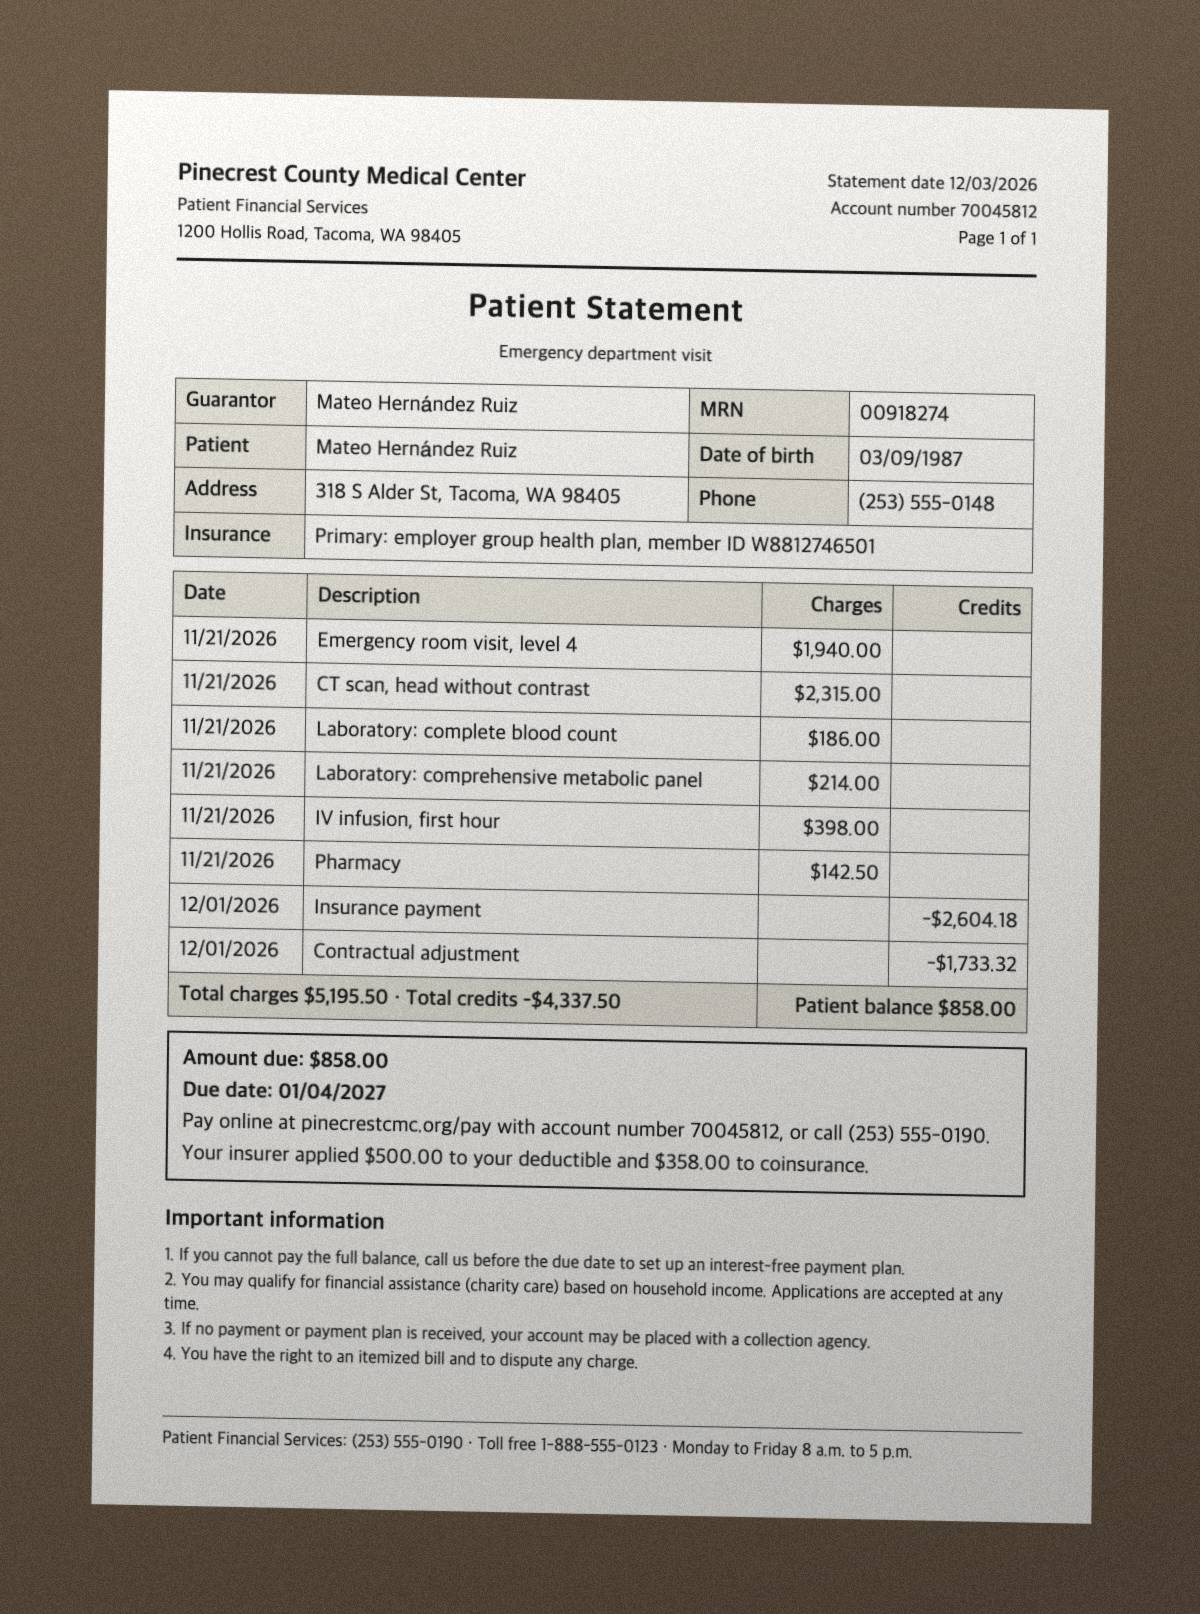 Pinecrest County Medical Center
Patient Financial Services
1200 Hollis Road, Tacoma, WA 98405
Statement date 12/03/2026
Account number 70045812
Page 1 of 1
Patient Statement
Emergency department visit
Guarantor Mateo Hernández Ruiz MRN 00918274
Patient Mateo Hernández Ruiz Date of birth 03/09/1987
Address 318 S Alder St, Tacoma, WA 98405 Phone (253) 555-0148
Insurance Primary: employer group health plan, member ID W8812746501
Date Description Charges Credits
11/21/2026 Emergency room visit, level 4 $1,940.00
11/21/2026 CT scan, head without contrast $2,315.00
11/21/2026 Laboratory: complete blood count $186.00
11/21/2026 Laboratory: comprehensive metabolic panel $214.00
11/21/2026 IV infusion, first hour $398.00
11/21/2026 Pharmacy $142.50
12/01/2026 Insurance payment -$2,604.18
12/01/2026 Contractual adjustment -$1,733.32
Total charges $5,195.50 · Total credits -$4,337.50 Patient balance $858.00
Amount due: $858.00
Due date: 01/04/2027
Pay online at pinecrestcmc.org/pay with account number 70045812, or call (253) 555-0190.
Your insurer applied $500.00 to your deductible and $358.00 to coinsurance.
Important information
1. If you cannot pay the full balance, call us before the due date to set up an interest-free payment plan.
2. You may qualify for financial assistance (charity care) based on household income. Applications are accepted at any
time.
3. If no payment or payment plan is received, your account may be placed with a collection agency.
4. You have the right to an itemized bill and to dispute any charge.
Patient Financial Services: (253) 555-0190 · Toll free 1-888-555-0123 · Monday to Friday 8 a.m. to 5 p.m.